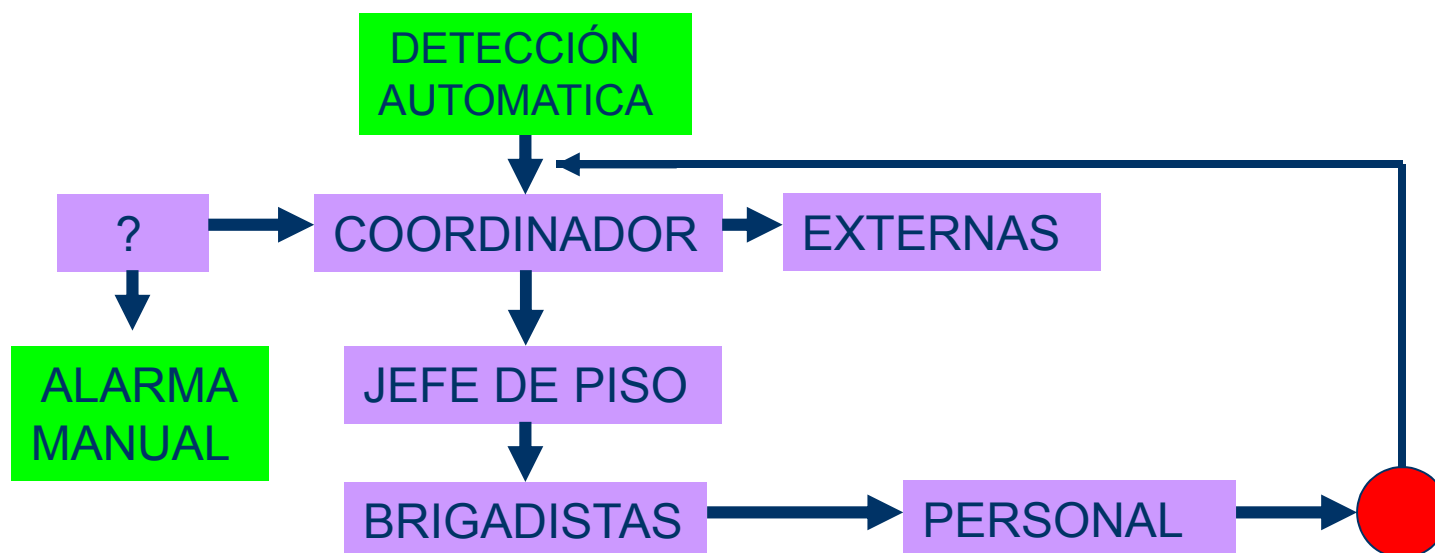 DETECCIÓN
AUTOMATICA
?
COORDINADOR
EXTERNAS
ALARMA
MANUAL
JEFE DE PISO
BRIGADISTAS
PERSONAL